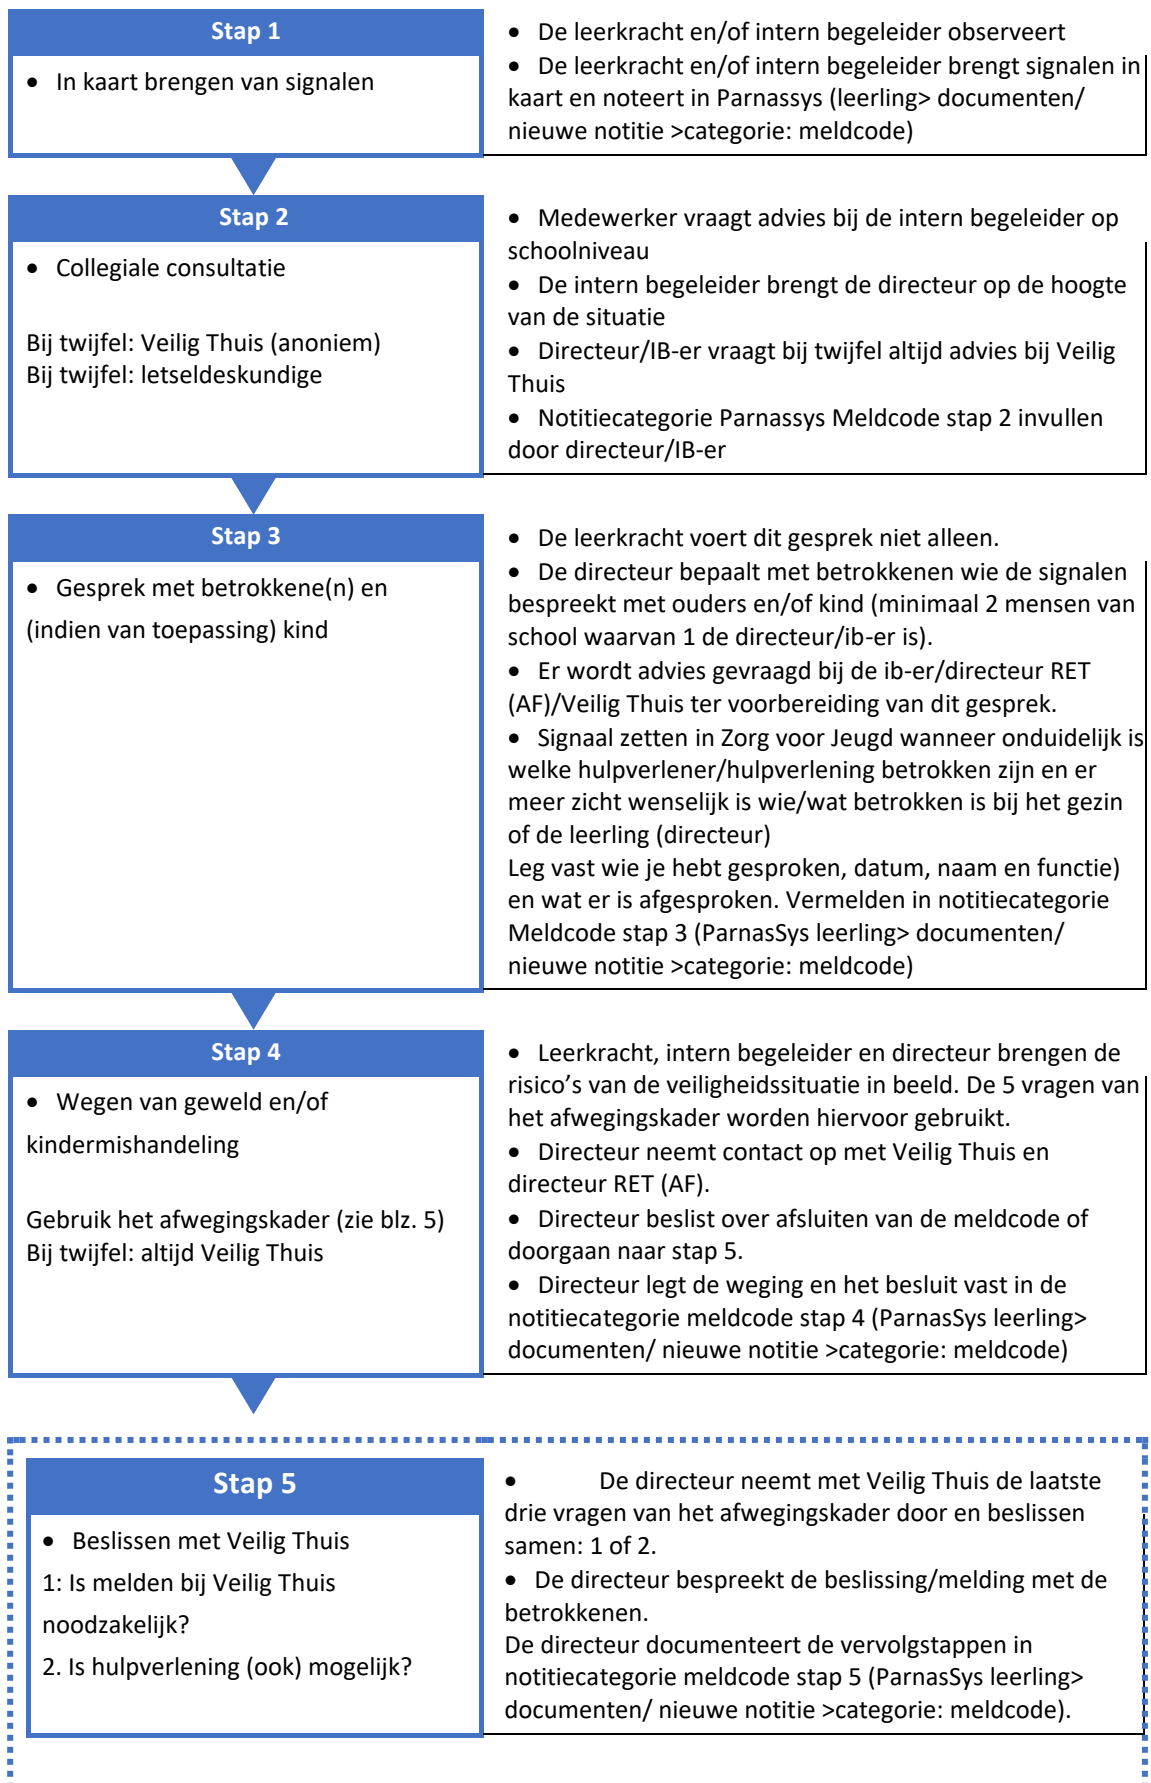 Stap 1
• In kaart brengen van signalen
• De leerkracht en/of intern begeleider observeert
• De leerkracht en/of intern begeleider brengt signalen in
kaart en noteert in Parnassys (leerling> documenten/
nieuwe notitie >categorie: meldcode)
Stap 2
• Collegiale consultatie
Bij twijfel: Veilig Thuis (anoniem)
Bij twijfel: letseldeskundige
• Medewerker vraagt advies bij de intern begeleider op
schoolniveau
• De intern begeleider brengt de directeur op de hoogte
van de situatie
• Directeur/IB-er vraagt bij twijfel altijd advies bij Veilig
Thuis
• Notitiecategorie Parnassys Meldcode stap 2 invullen
door directeur/IB-er
Stap 3
• Gesprek met betrokkene(n) en
(indien van toepassing) kind
• De leerkracht voert dit gesprek niet alleen.
• De directeur bepaalt met betrokkenen wie de signalen
bespreekt met ouders en/of kind (minimaal 2 mensen van
school waarvan 1 de directeur/ib-er is).
• Er wordt advies gevraagd bij de ib-er/directeur RET
(AF)/Veilig Thuis ter voorbereiding van dit gesprek.
• Signaal zetten in Zorg voor Jeugd wanneer onduidelijk is
welke hulpverlener/hulpverlening betrokken zijn en er
meer zicht wenselijk is wie/wat betrokken is bij het gezin
of de leerling (directeur)
Leg vast wie je hebt gesproken, datum, naam en functie)
en wat er is afgesproken. Vermelden in notitiecategorie
Meldcode stap 3 (ParnasSys leerling> documenten/
nieuwe notitie >categorie: meldcode)
Stap 4
• Wegen van geweld en/of
kindermishandeling
Gebruik het afwegingskader (zie blz. 5)
Bij twijfel: altijd Veilig Thuis
• Leerkracht, intern begeleider en directeur brengen de
risico’s van de veiligheidssituatie in beeld. De 5 vragen van
het afwegingskader worden hiervoor gebruikt.
• Directeur neemt contact op met Veilig Thuis en
directeur RET (AF).
• Directeur beslist over afsluiten van de meldcode of
doorgaan naar stap 5.
• Directeur legt de weging en het besluit vast in de
notitiecategorie meldcode stap 4 (ParnasSys leerling>
documenten/ nieuwe notitie >categorie: meldcode)
Stap 5
• Beslissen met Veilig Thuis
1: Is melden bij Veilig Thuis
noodzakelijk?
2. Is hulpverlening (ook) mogelijk?
• De directeur neemt met Veilig Thuis de laatste
drie vragen van het afwegingskader door en beslissen
samen: 1 of 2.
• De directeur bespreekt de beslissing/melding met de
betrokkenen.
De directeur documenteert de vervolgstappen in
notitiecategorie meldcode stap 5 (ParnasSys leerling>
documenten/ nieuwe notitie >categorie: meldcode).